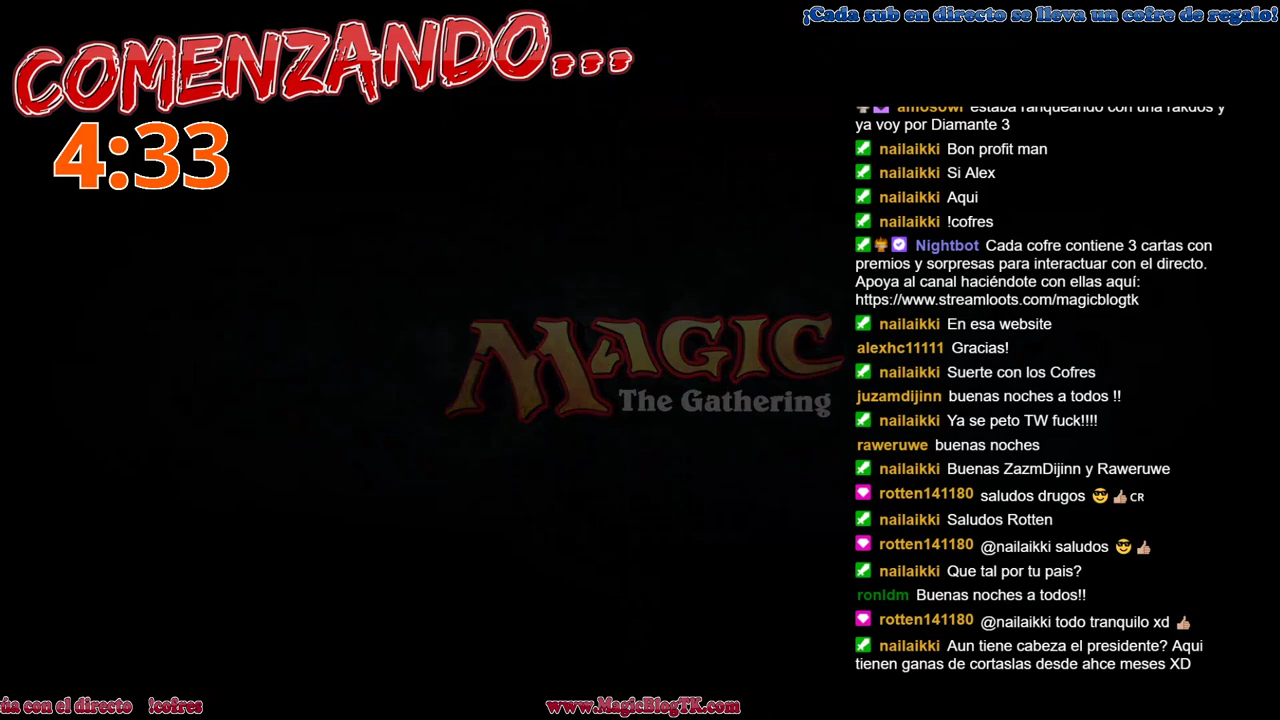 ¡Cada sub en directo se lleva un cofre de regalo!
COMENZANDO...
4:33
amosowl estaba ranqueando con una rakdos y
ya voy por Diamante 3
nailaikki Bon profit man
nailaikki Si Alex
nailaikki Aqui
nailaikki !cofres
Nightbot Cada cofre contiene 3 cartas con
premios y sorpresas para interactuar con el directo.
Apoya al canal haciéndote con ellas aquí:
https://www.streamloots.com/magicblogtk
nailaikki En esa website
alexhc11111 Gracias!
nailaikki Suerte con los Cofres
juzamdijinn buenas noches a todos !!
nailaikki Ya se peto TW fuck!!!!
raweruwe buenas noches
nailaikki Buenas ZazmDijinn y Raweruwe
rotten141180 saludos drugos 😎 👍🏼 CR
nailaikki Saludos Rotten
rotten141180 @nailaikki saludos 😎 👍🏼
nailaikki Que tal por tu pais?
ronldm Buenas noches a todos!!
rotten141180 @nailaikki todo tranquilo xd 👍🏼
nailaikki Aun tiene cabeza el presidente? Aqui
tienen ganas de cortaslas desde ahce meses XD
MAGIC
The Gathering
con el directo !cofres
www.MagicBlogTK.com